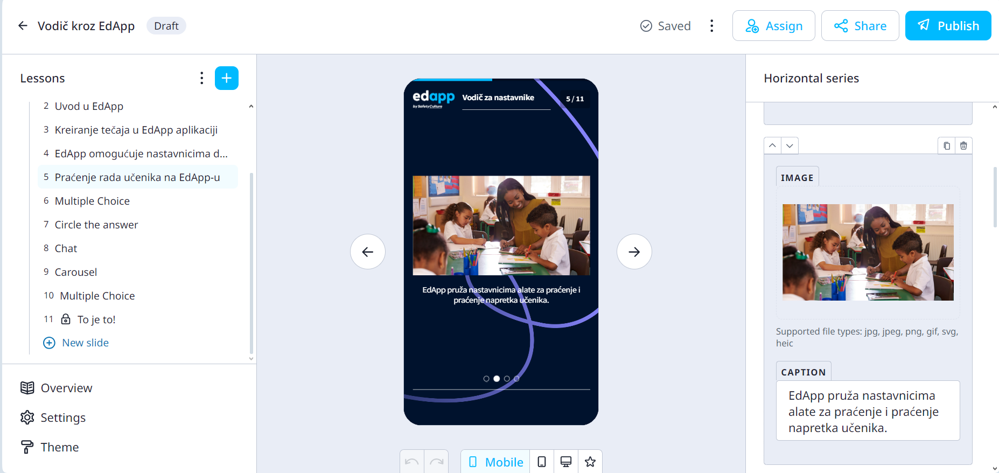 Vodič kroz EdApp
Draft
Saved
Assign
Share
Publish
Lessons
2 Uvod u EdApp
3 Kreiranje tečaja u EdApp aplikaciji
4 EdApp omogućuje nastavnicima d...
5 Praćenje rada učenika na EdApp-u
6 Multiple Choice
7 Circle the answer
8 Chat
9 Carousel
10 Multiple Choice
11 To je to!
New slide
Overview
Settings
Theme
edapp
by SafetyCulture
Vodič za nastavnike
5 / 11
EdApp pruža nastavnicima alate za praćenje i
praćenje napretka učenika.
Mobile
Horizontal series
IMAGE
Supported file types: jpg, jpeg, png, gif, svg,
heic
CAPTION
EdApp pruža nastavnicima
alate za praćenje i praćenje
napretka učenika.